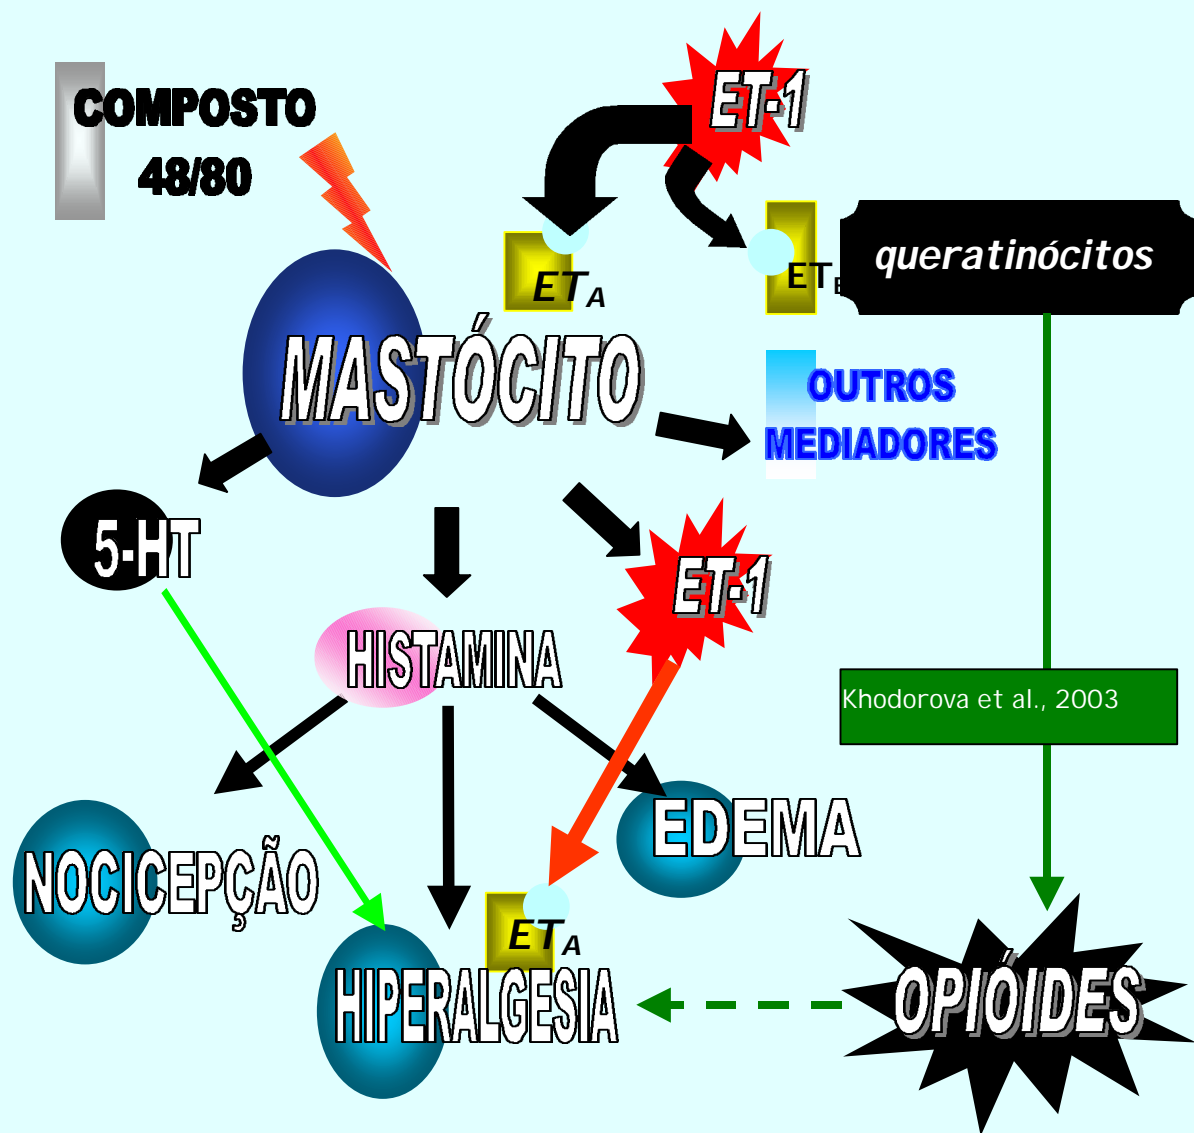 COMPOSTO
48/80
ET-1
ETA
ETB
queratinócitos
MASTÓCITO
OUTROS
MEDIADORES
5-HT
ET-1
HISTAMINA
Khodorova et al., 2003
EDEMA
NOCICEPÇÃO
ETA
HIPERALGESIA
OPIÓIDES